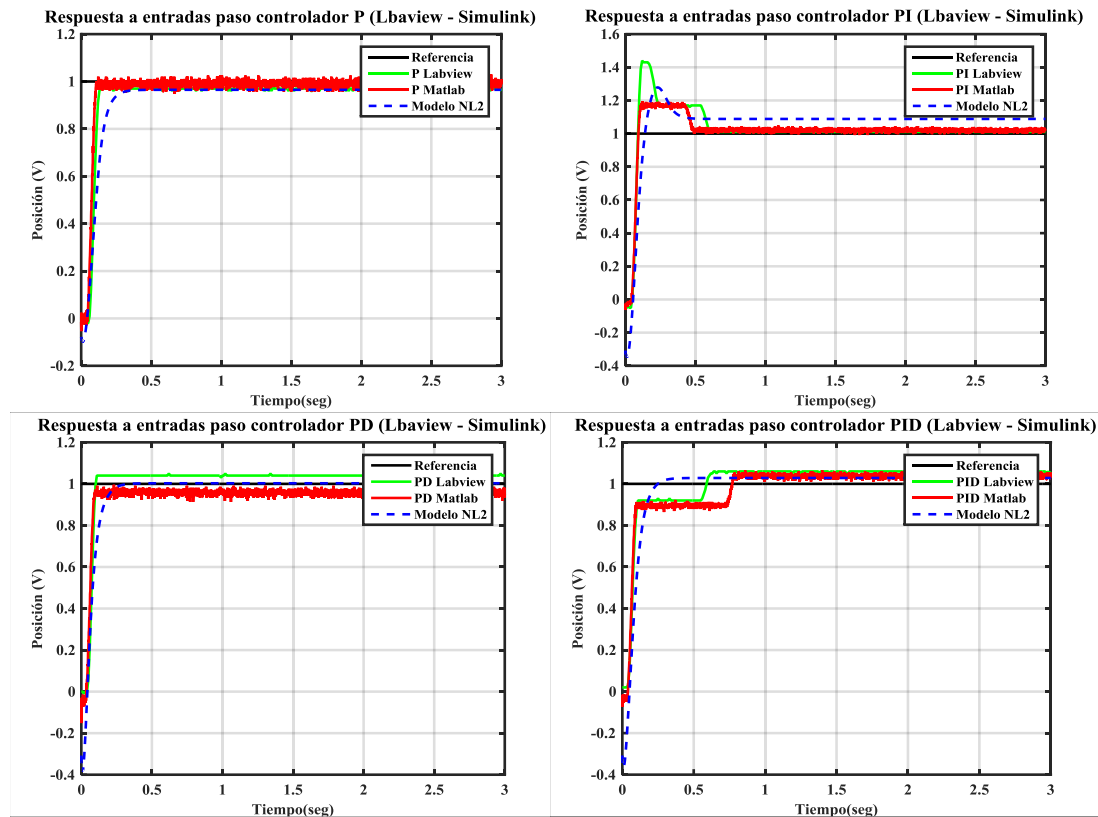 Respuesta a entradas paso controlador P (Lbaview - Simulink)
1.2
1
0.8
0.6
0.4
0.2
0
-0.2
Posición (V)
Referencia
P Labview
P Matlab
Modelo NL2
0
0.5
1
1.5
2
2.5
3
Tiempo(seg)
Respuesta a entradas paso controlador PI (Lbaview - Simulink)
1.6
1.4
1.2
1
0.8
0.6
0.4
0.2
0
-0.2
-0.4
Posición (V)
Referencia
PI Labview
PI Matlab
Modelo NL2
0
0.5
1
1.5
2
2.5
3
Tiempo(seg)
Respuesta a entradas paso controlador PD (Lbaview - Simulink)
1.2
1
0.8
0.6
0.4
0.2
0
-0.2
-0.4
Posición (V)
Referencia
PD Labview
PD Matlab
Modelo NL2
0
0.5
1
1.5
2
2.5
3
Tiempo(seg)
Respuesta a entradas paso controlador PID (Labview - Simulink)
1.2
1
0.8
0.6
0.4
0.2
0
-0.2
-0.4
Posición (V)
Referencia
PID Labview
PID Matlab
Modelo NL2
0
0.5
1
1.5
2
2.5
3
Tiempo(seg)